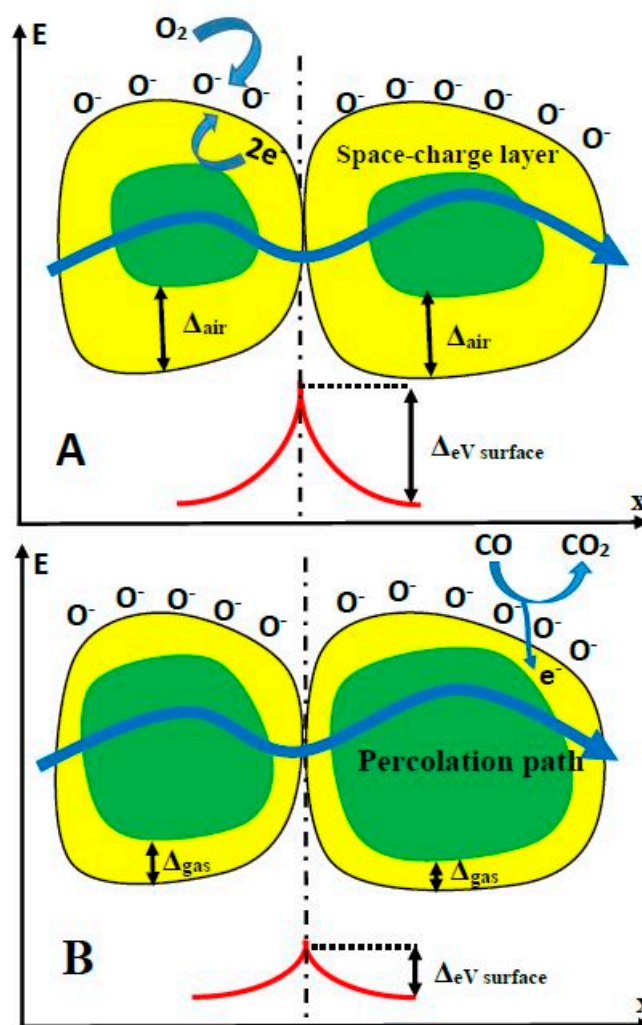 E
O₂
O⁻ O⁻ O⁻ O⁻ O⁻ O⁻ O⁻ O⁻ O⁻ O⁻
2e⁻
Space-charge layer
Δair
Δair
A
ΔeV surface
x
E
CO CO₂
O⁻ O⁻ O⁻ O⁻ O⁻ O⁻ O⁻ O⁻ O⁻ O⁻ O⁻
e⁻
Percolation path
Δgas
Δgas
B
ΔeV surface
x